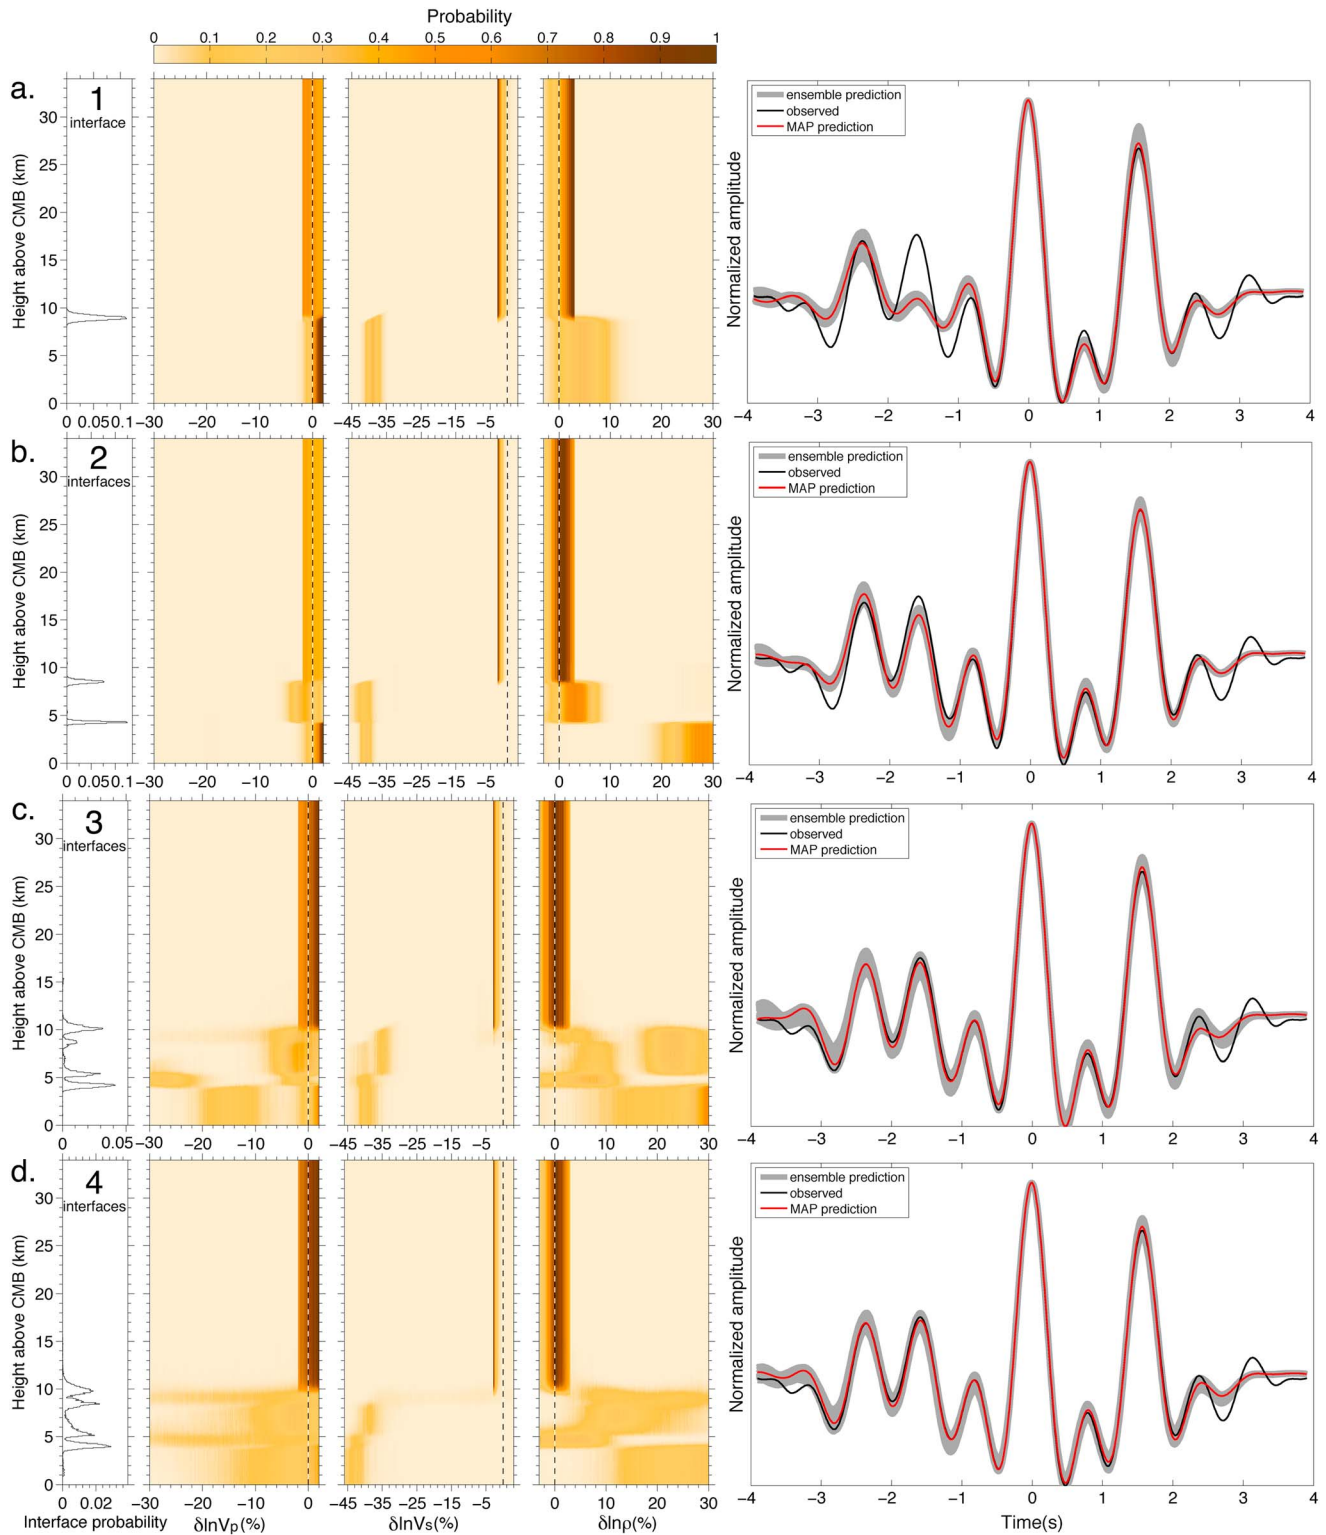 Probability
0 0.1 0.2 0.3 0.4 0.5 0.6 0.7 0.8 0.9 1
a.
1
interface
Height above CMB (km)
30
25
20
15
10
5
0
0 0.05 0.1 −30 −20 −10 0 −45 −35 −25 −15 −5 0 10 20 30
ensemble prediction
observed
MAP prediction
Normalized amplitude
−4 −3 −2 −1 0 1 2 3 4
b.
2
interfaces
Height above CMB (km)
30
25
20
15
10
5
0
0 0.05 0.1 −30 −20 −10 0 −45 −35 −25 −15 −5 0 10 20 30
ensemble prediction
observed
MAP prediction
Normalized amplitude
−4 −3 −2 −1 0 1 2 3 4
c.
3
interfaces
Height above CMB (km)
30
25
20
15
10
5
0
0 0.05 −30 −20 −10 0 −45 −35 −25 −15 −5 0 10 20 30
ensemble prediction
observed
MAP prediction
Normalized amplitude
−4 −3 −2 −1 0 1 2 3 4
d.
4
interfaces
Height above CMB (km)
30
25
20
15
10
5
0
0 0.02 −30 −20 −10 0 −45 −35 −25 −15 −5 0 10 20 30
Interface probability δlnVp(%) δlnVs(%) δlnρ(%)
ensemble prediction
observed
MAP prediction
Normalized amplitude
−4 −3 −2 −1 0 1 2 3 4
Time(s)